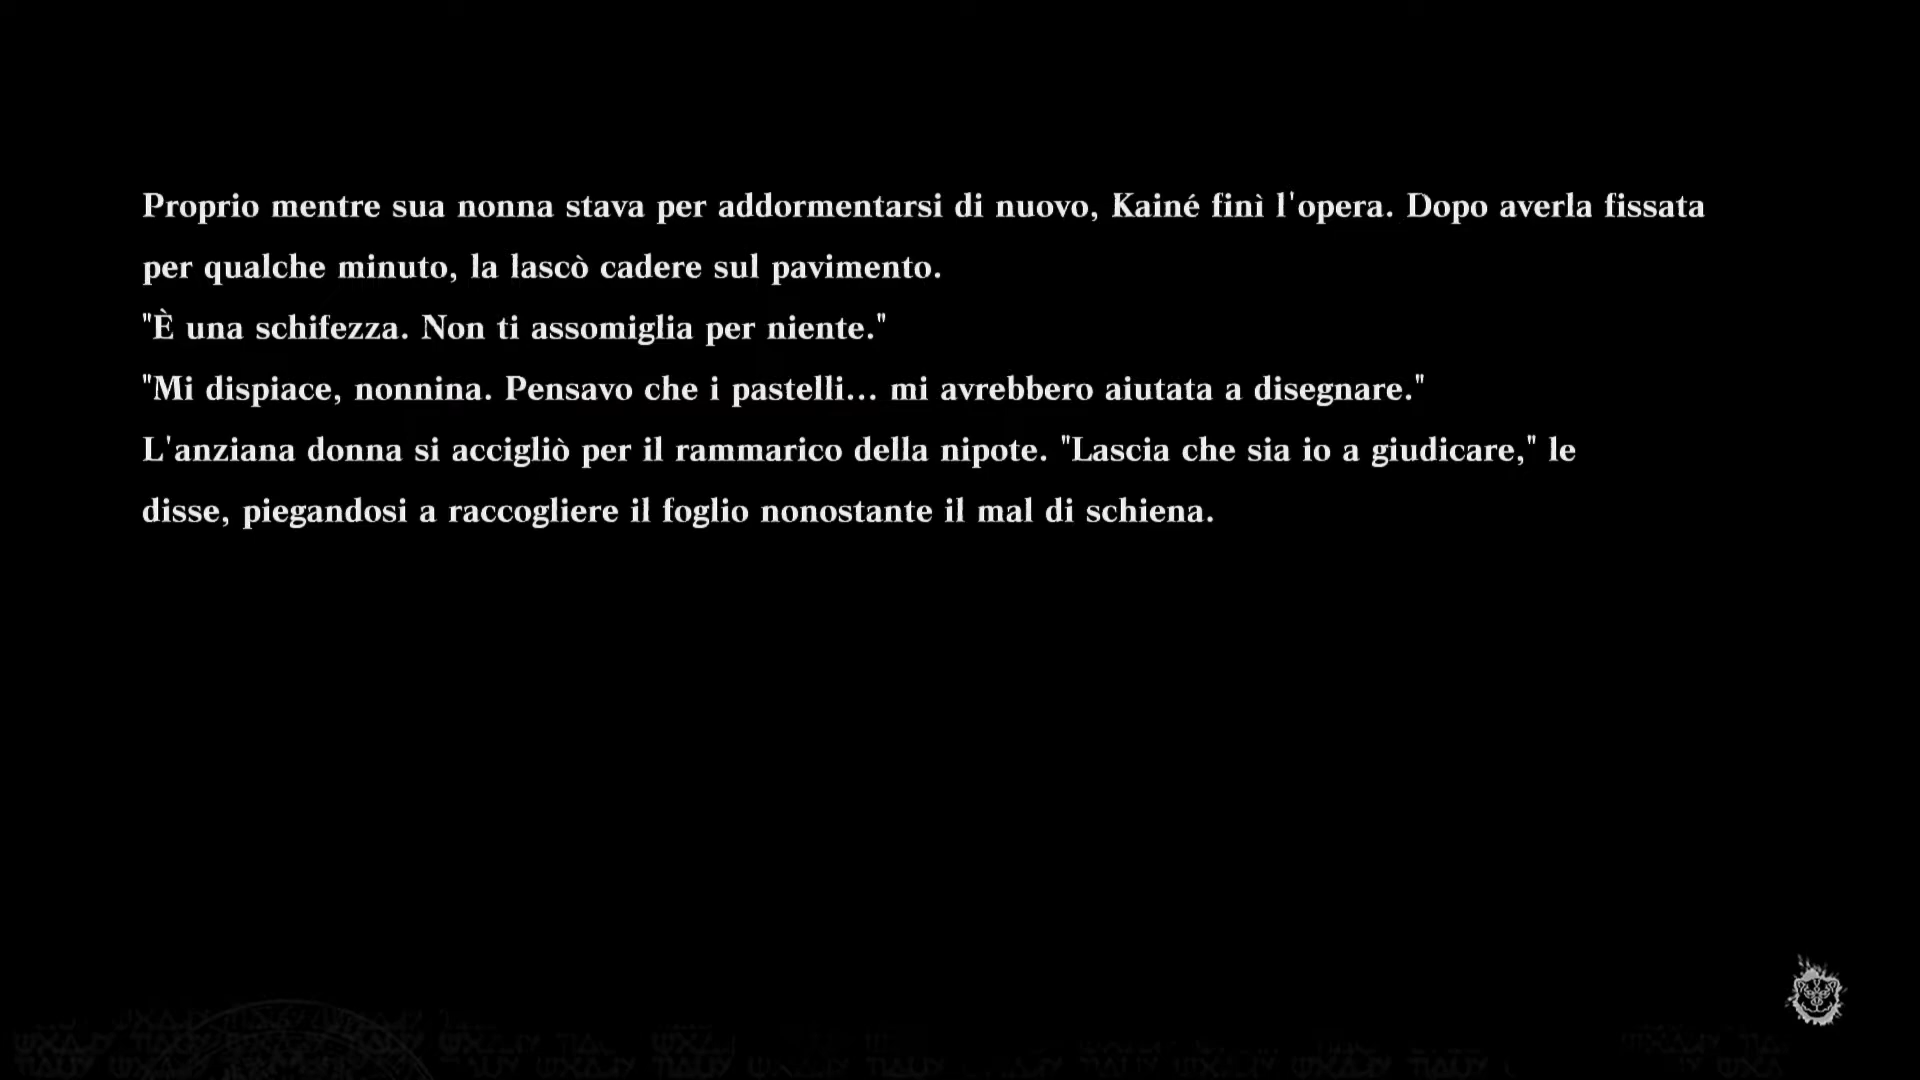 Proprio mentre sua nonna stava per addormentarsi di nuovo, Kainé finì l'opera. Dopo averla fissata
per qualche minuto, la lascò cadere sul pavimento.
"È una schifezza. Non ti assomiglia per niente."
"Mi dispiace, nonnina. Pensavo che i pastelli... mi avrebbero aiutata a disegnare."
L'anziana donna si accigliò per il rammarico della nipote. "Lascia che sia io a giudicare," le
disse, piegandosi a raccogliere il foglio nonostante il mal di schiena.